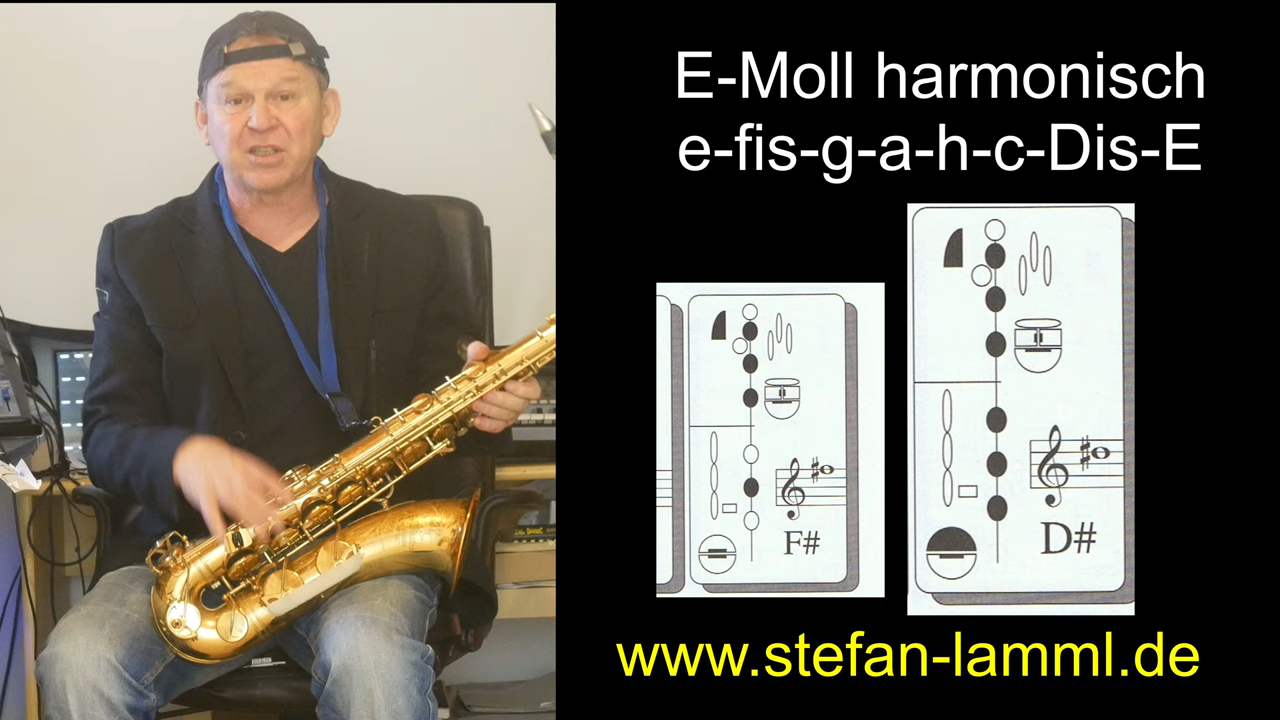 E-Moll harmonisch
e-fis-g-a-h-c-Dis-E
F#
D#
www.stefan-lamml.de